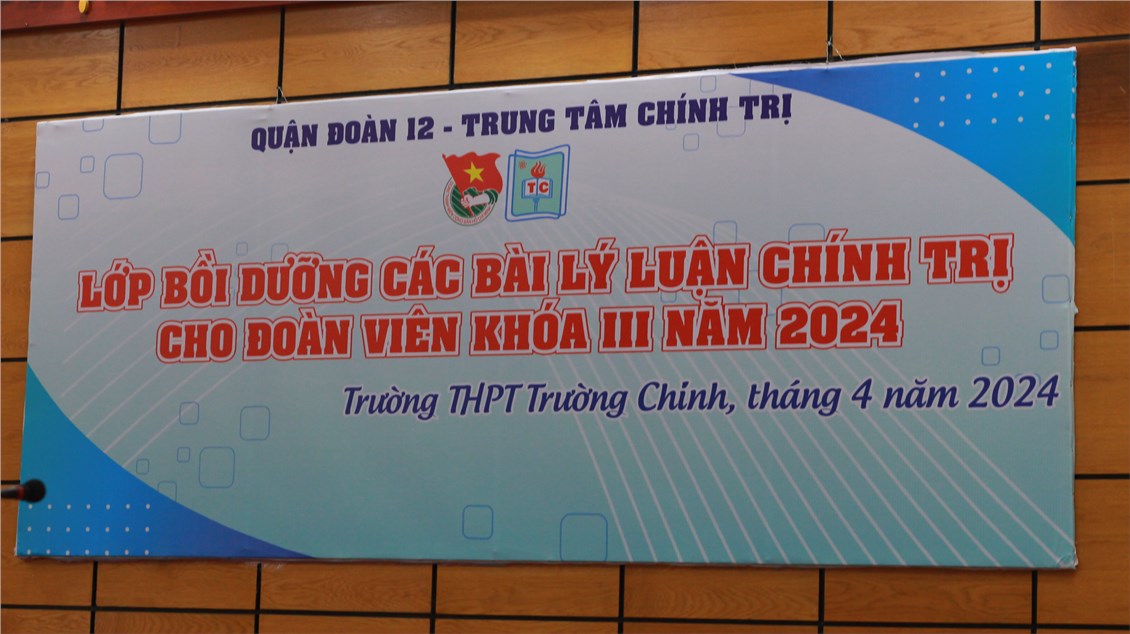 QUẬN ĐOÀN 12 - TRUNG TÂM CHÍNH TRỊ
TC
LỚP BỒI DƯỠNG CÁC BÀI LÝ LUẬN CHÍNH TRỊ
CHO ĐOÀN VIÊN KHÓA III NĂM 2024
Trường THPT Trường Chinh, tháng 4 năm 2024